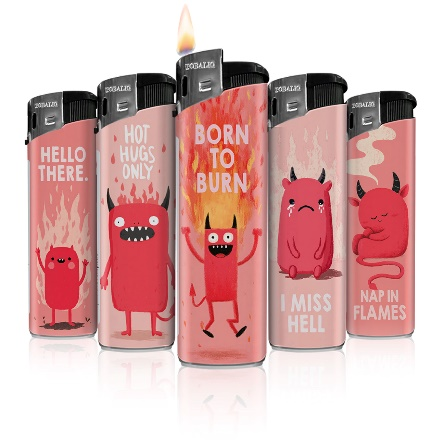 HELLO
THERE.
HOT
HUGS
ONLY
BORN
TO
BURN
I MISS
HELL
NAP IN
FLAMES